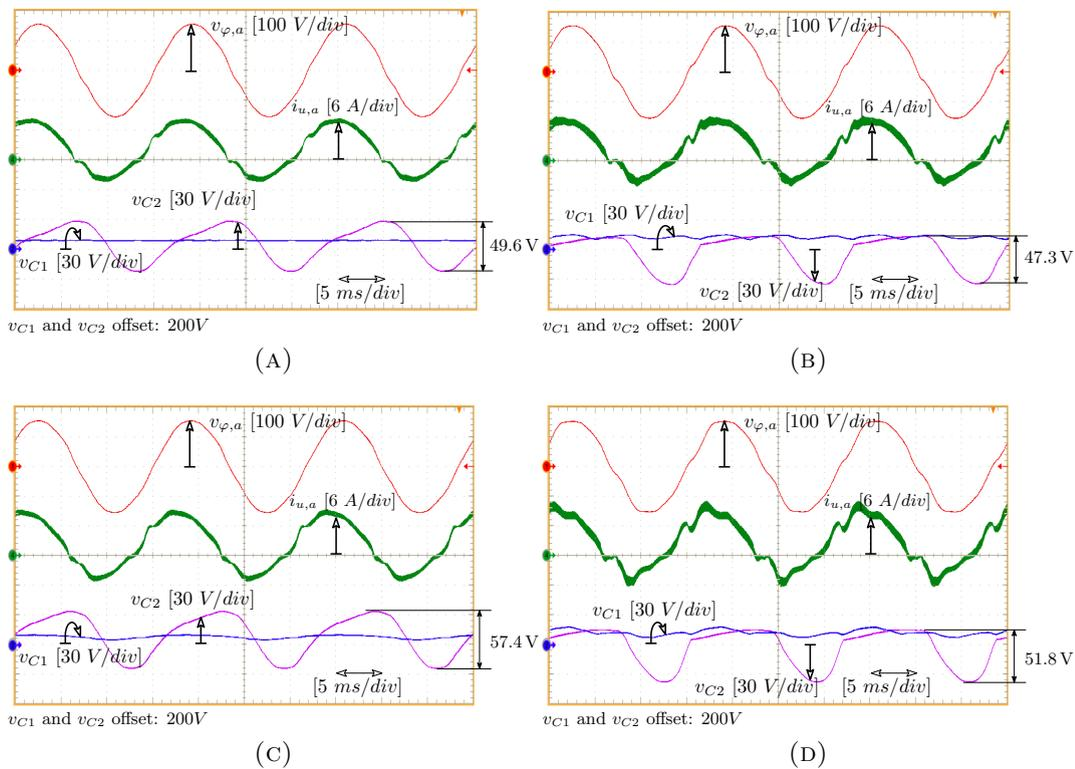 v_{φ,a} [100 V/div]
i_{u,a} [6 A/div]
v_{C2} [30 V/div]
v_{C1} [30 V/div]
49.6 V
[5 ms/div]
v_{C1} and v_{C2} offset: 200V
(A)
v_{φ,a} [100 V/div]
i_{u,a} [6 A/div]
v_{C1} [30 V/div]
v_{C2} [30 V/div]
47.3 V
[5 ms/div]
v_{C1} and v_{C2} offset: 200V
(B)
v_{φ,a} [100 V/div]
i_{u,a} [6 A/div]
v_{C2} [30 V/div]
v_{C1} [30 V/div]
57.4 V
[5 ms/div]
v_{C1} and v_{C2} offset: 200V
(C)
v_{φ,a} [100 V/div]
i_{u,a} [6 A/div]
v_{C1} [30 V/div]
v_{C2} [30 V/div]
51.8 V
[5 ms/div]
v_{C1} and v_{C2} offset: 200V
(D)